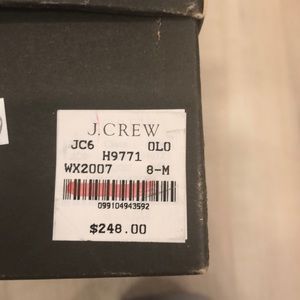 J.CREW
JC6 OLO
H9771
WX2007 8-M
099104943592
$248.00